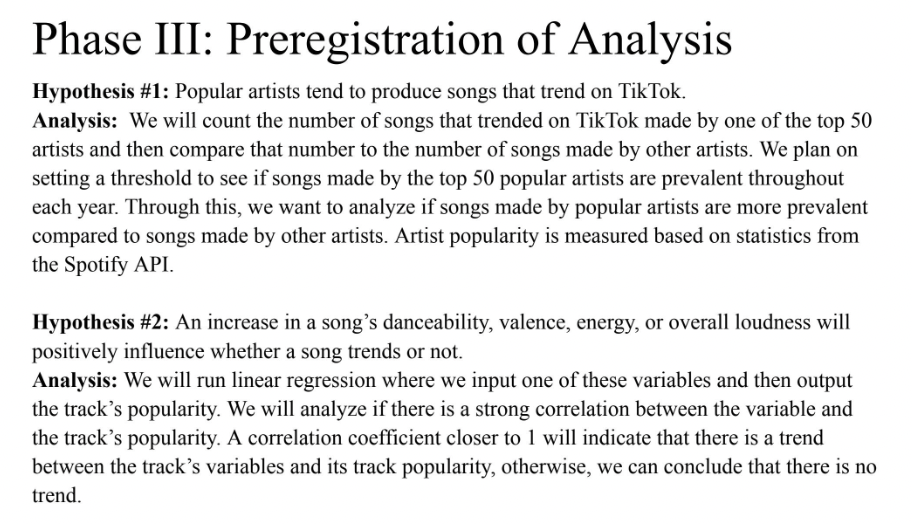 Phase III: Preregistration of Analysis
Hypothesis #1: Popular artists tend to produce songs that trend on TikTok.
Analysis:  We will count the number of songs that trended on TikTok made by one of the top 50
artists and then compare that number to the number of songs made by other artists. We plan on
setting a threshold to see if songs made by the top 50 popular artists are prevalent throughout
each year. Through this, we want to analyze if songs made by popular artists are more prevalent
compared to songs made by other artists. Artist popularity is measured based on statistics from
the Spotify API.
Hypothesis #2: An increase in a song’s danceability, valence, energy, or overall loudness will
positively influence whether a song trends or not.
Analysis: We will run linear regression where we input one of these variables and then output
the track’s popularity. We will analyze if there is a strong correlation between the variable and
the track’s popularity. A correlation coefficient closer to 1 will indicate that there is a trend
between the track’s variables and its track popularity, otherwise, we can conclude that there is no
trend.